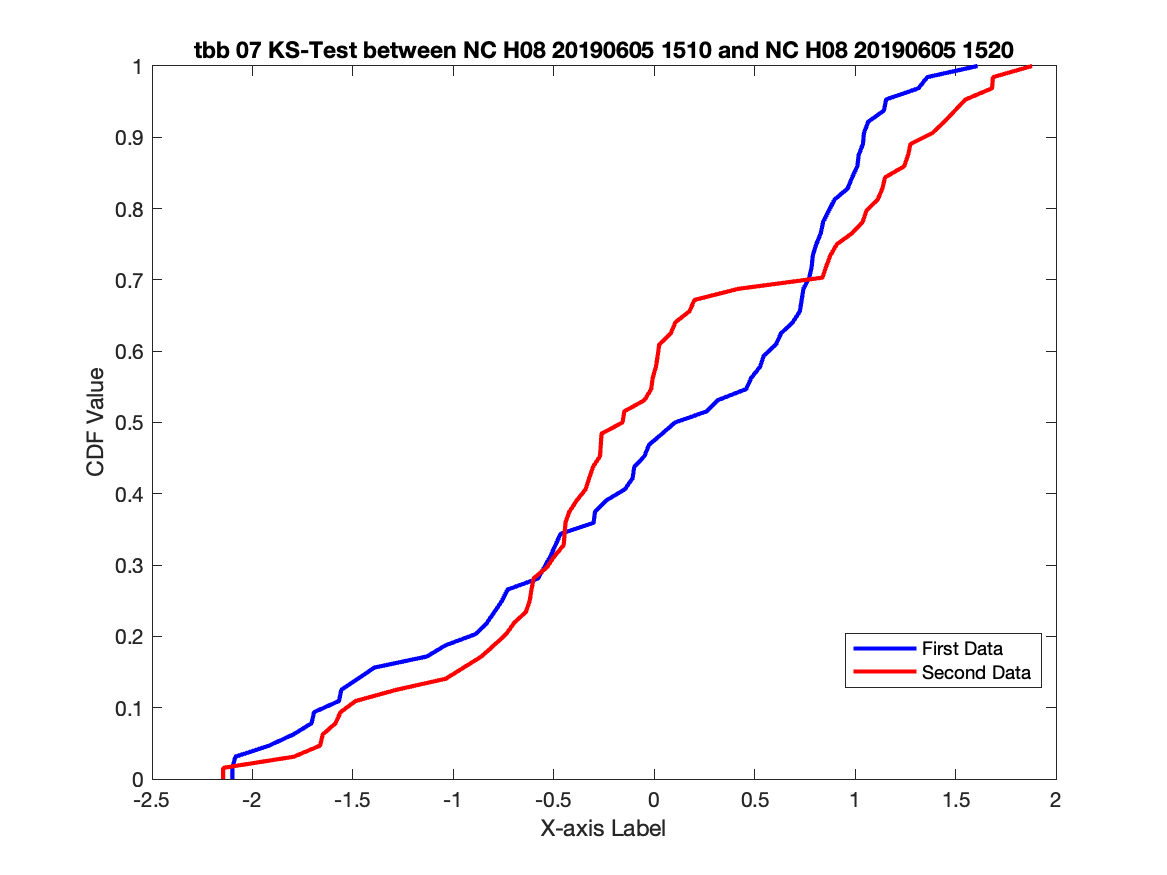 tbb 07 KS-Test between NC H08 20190605 1510 and NC H08 20190605 1520
1
0.9
0.8
0.7
0.6
0.5
0.4
0.3
0.2
0.1
0
CDF Value
First Data
Second Data
-2.5 -2 -1.5 -1 -0.5 0 0.5 1 1.5 2
X-axis Label